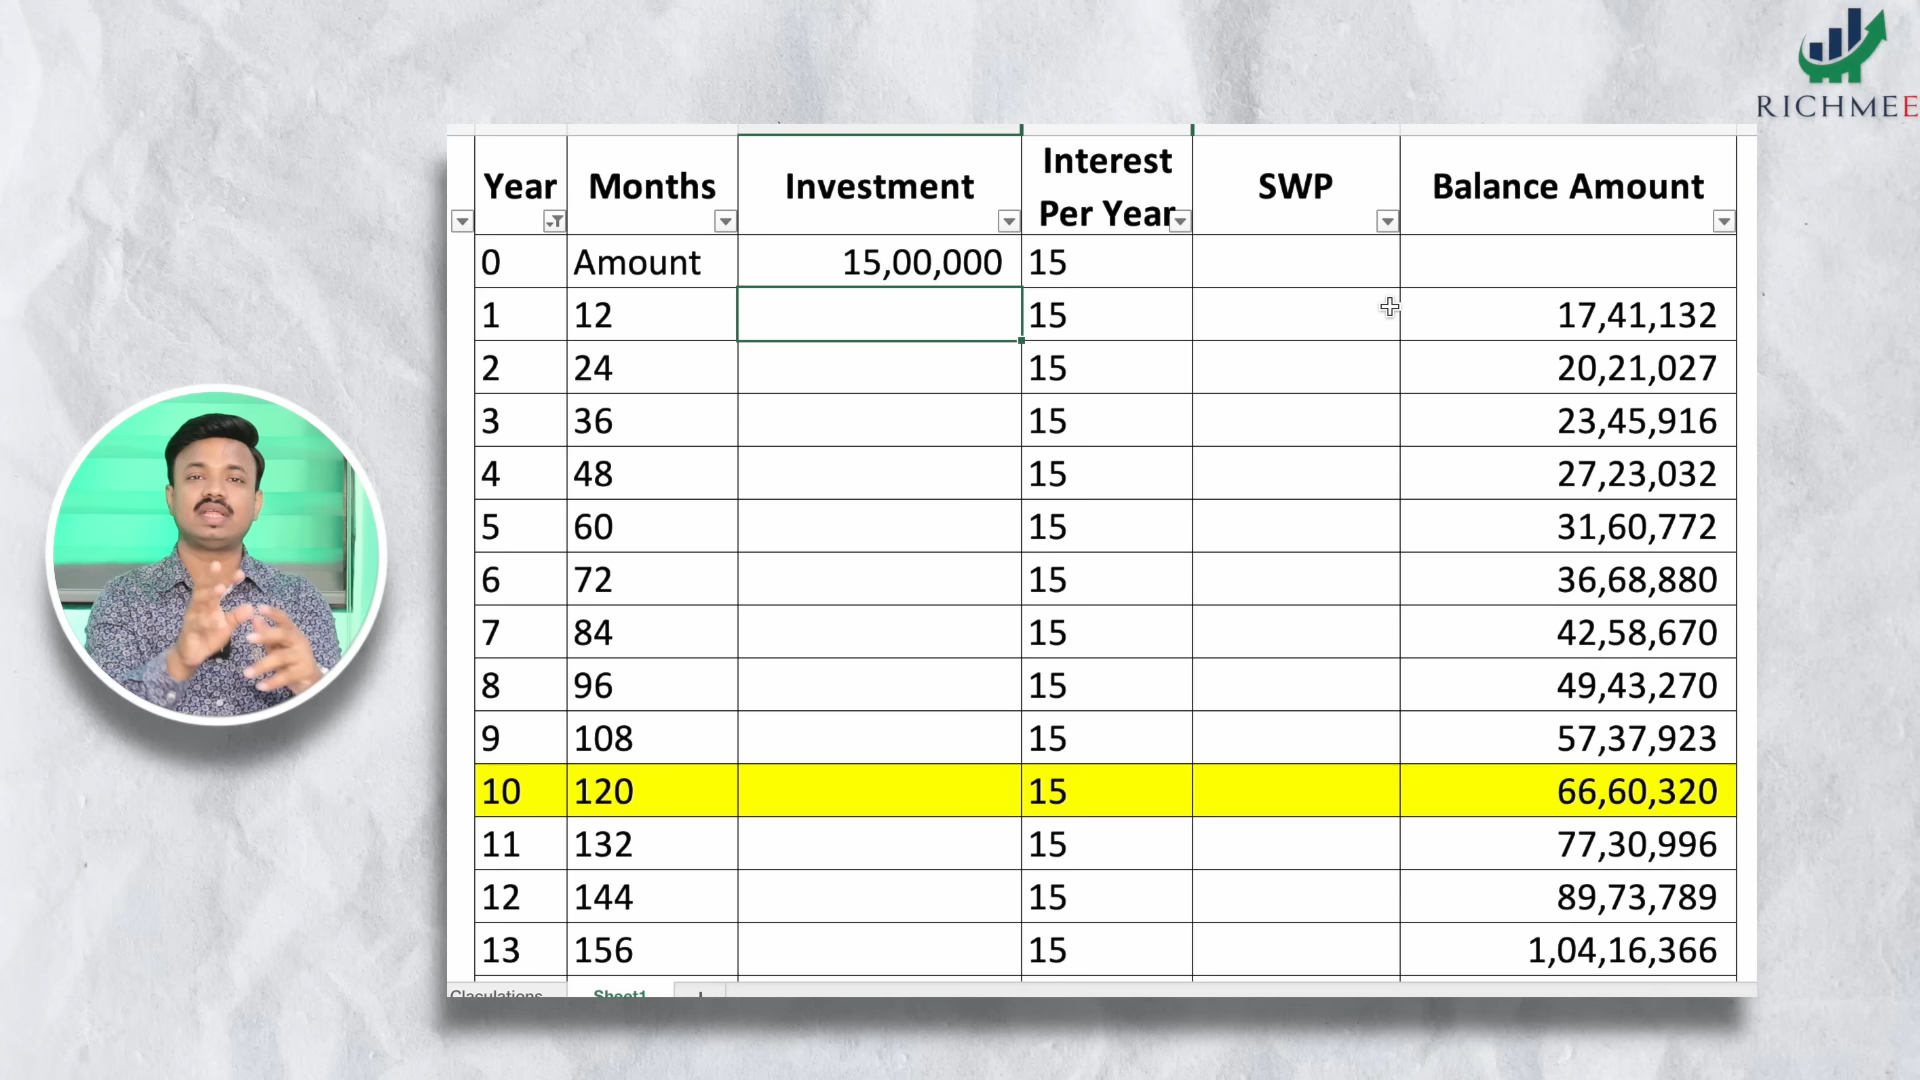 RICHMEE
Year Months Investment Interest Per Year SWP Balance Amount
0 Amount 15,00,000 15
1 12 15 17,41,132
2 24 15 20,21,027
3 36 15 23,45,916
4 48 15 27,23,032
5 60 15 31,60,772
6 72 15 36,68,880
7 84 15 42,58,670
8 96 15 49,43,270
9 108 15 57,37,923
10 120 15 66,60,320
11 132 15 77,30,996
12 144 15 89,73,789
13 156 15 1,04,16,366
Claculations Sheet1 +